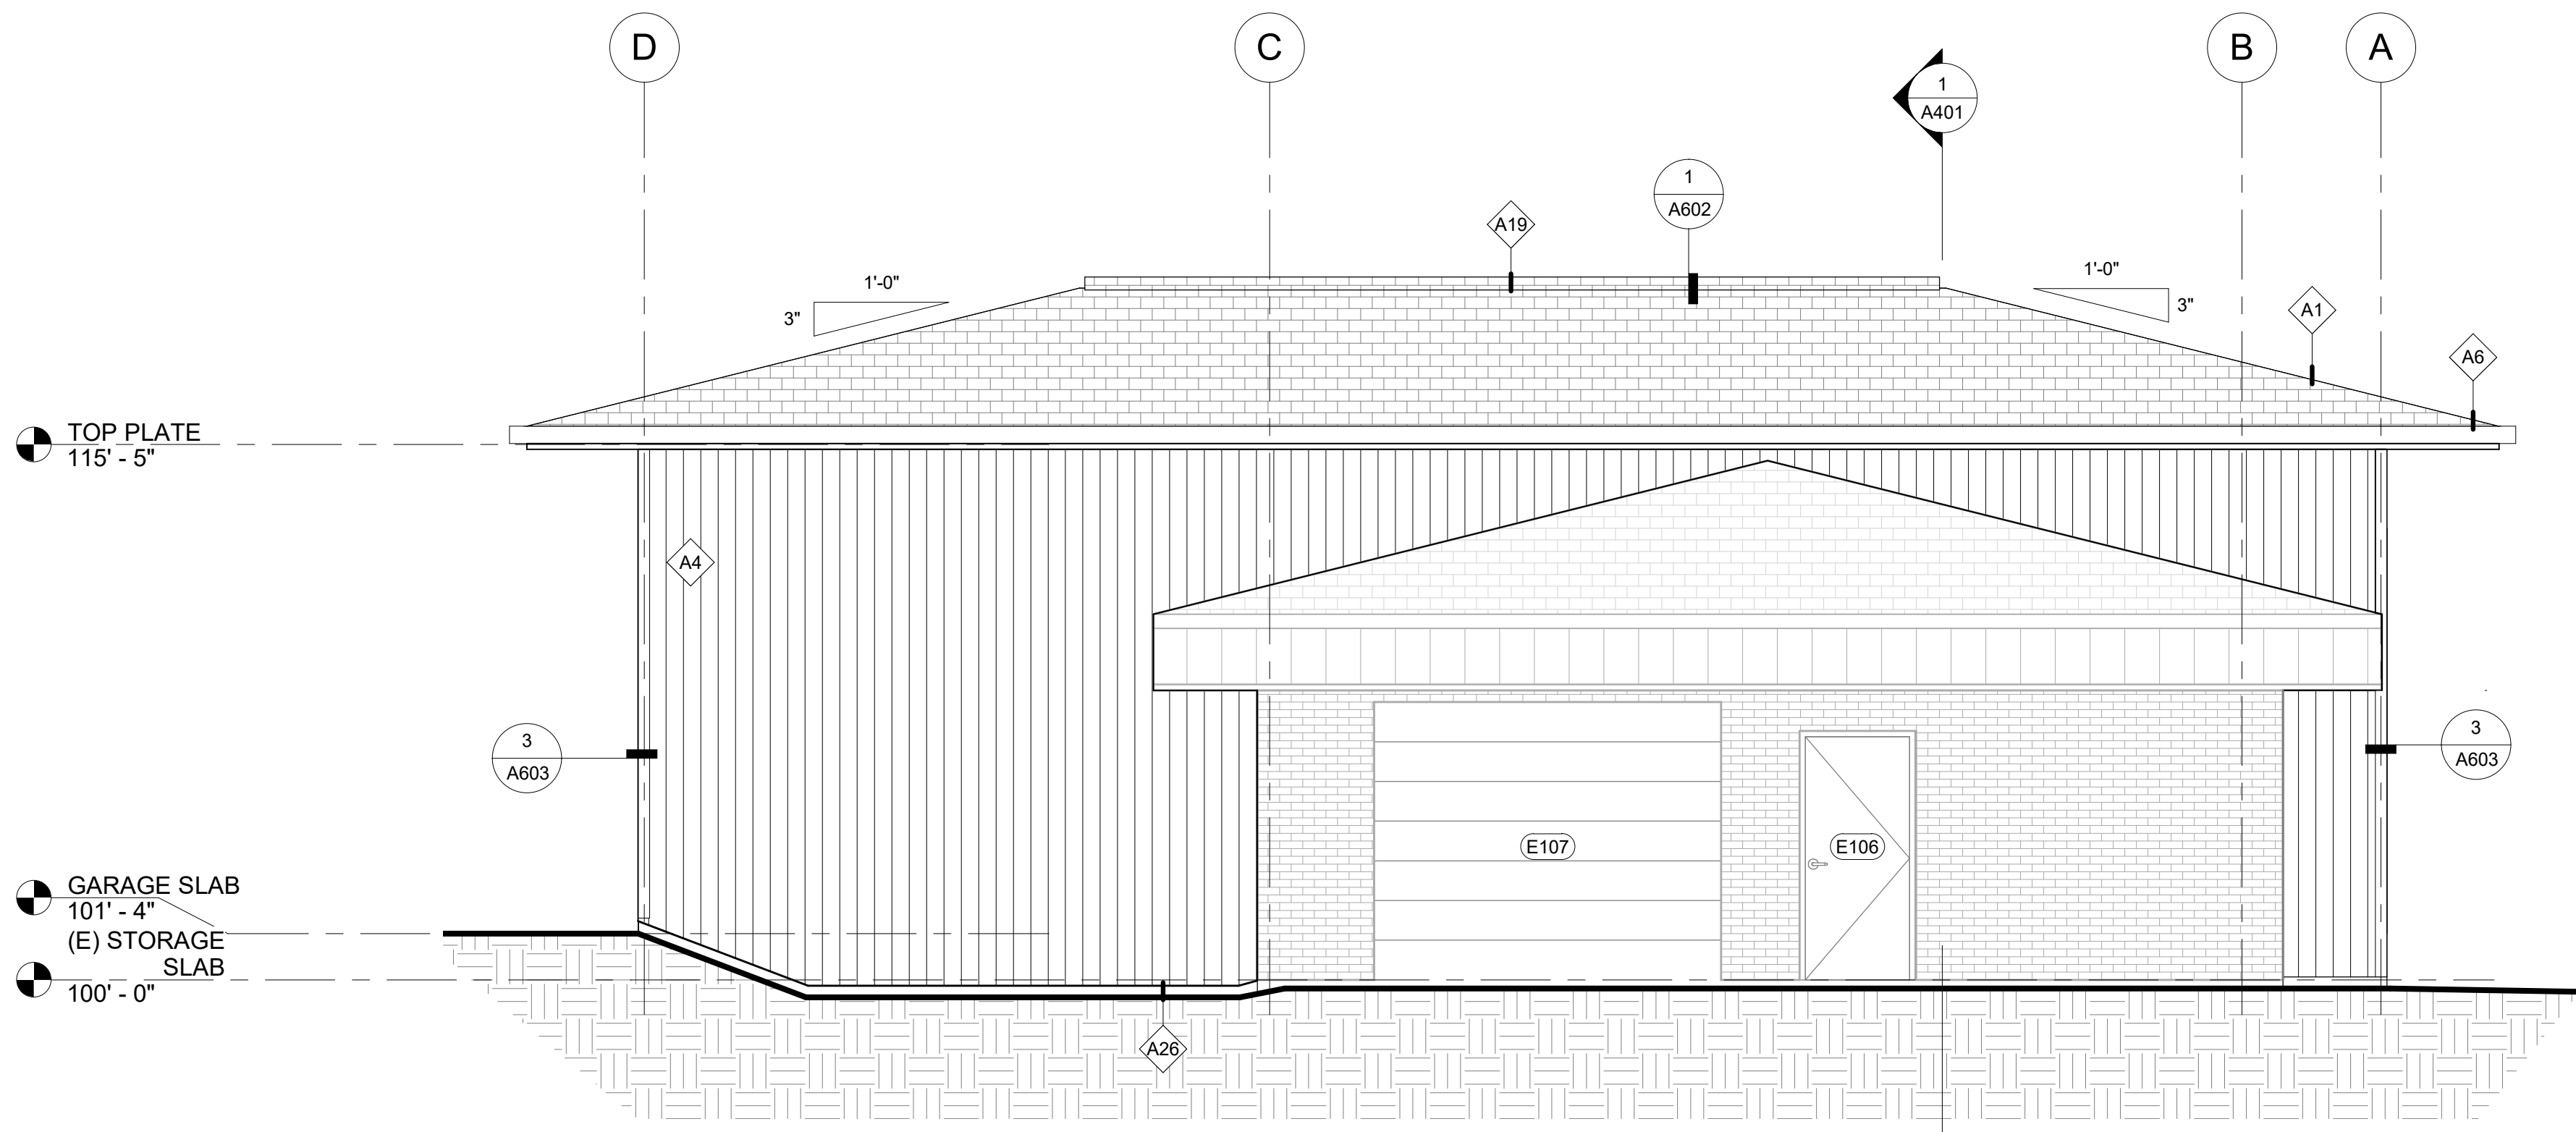 D
C
B
A
1
A401
1
A602
A19
1'-0"
3"
1'-0"
3"
A1
A6
TOP PLATE
115' - 5"
A4
3
A603
3
A603
E107
E106
GARAGE SLAB
101' - 4"
(E) STORAGE
SLAB
100' - 0"
A26